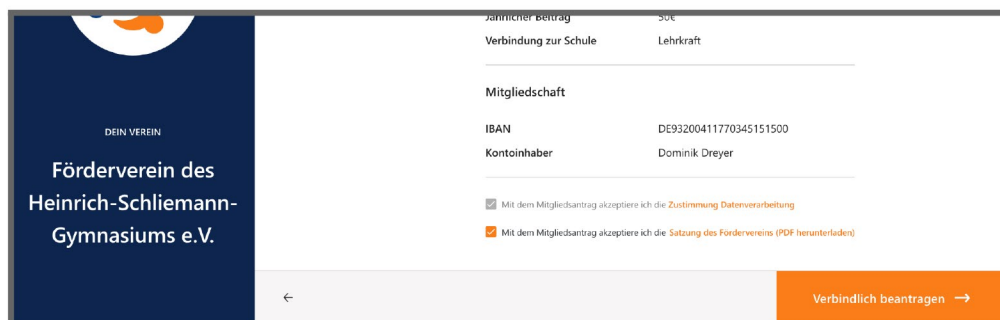 DEIN VEREIN
Förderverein des
Heinrich-Schliemann-
Gymnasiums e.V.
Jährlicher Beitrag 50€
Verbindung zur Schule Lehrkraft
Mitgliedschaft
IBAN DE93200411770345151500
Kontoinhaber Dominik Dreyer
Mit dem Mitgliedsantrag akzeptiere ich die Zustimmung Datenverarbeitung
Mit dem Mitgliedsantrag akzeptiere ich die Satzung des Fördervereins (PDF herunterladen)
← Verbindlich beantragen →